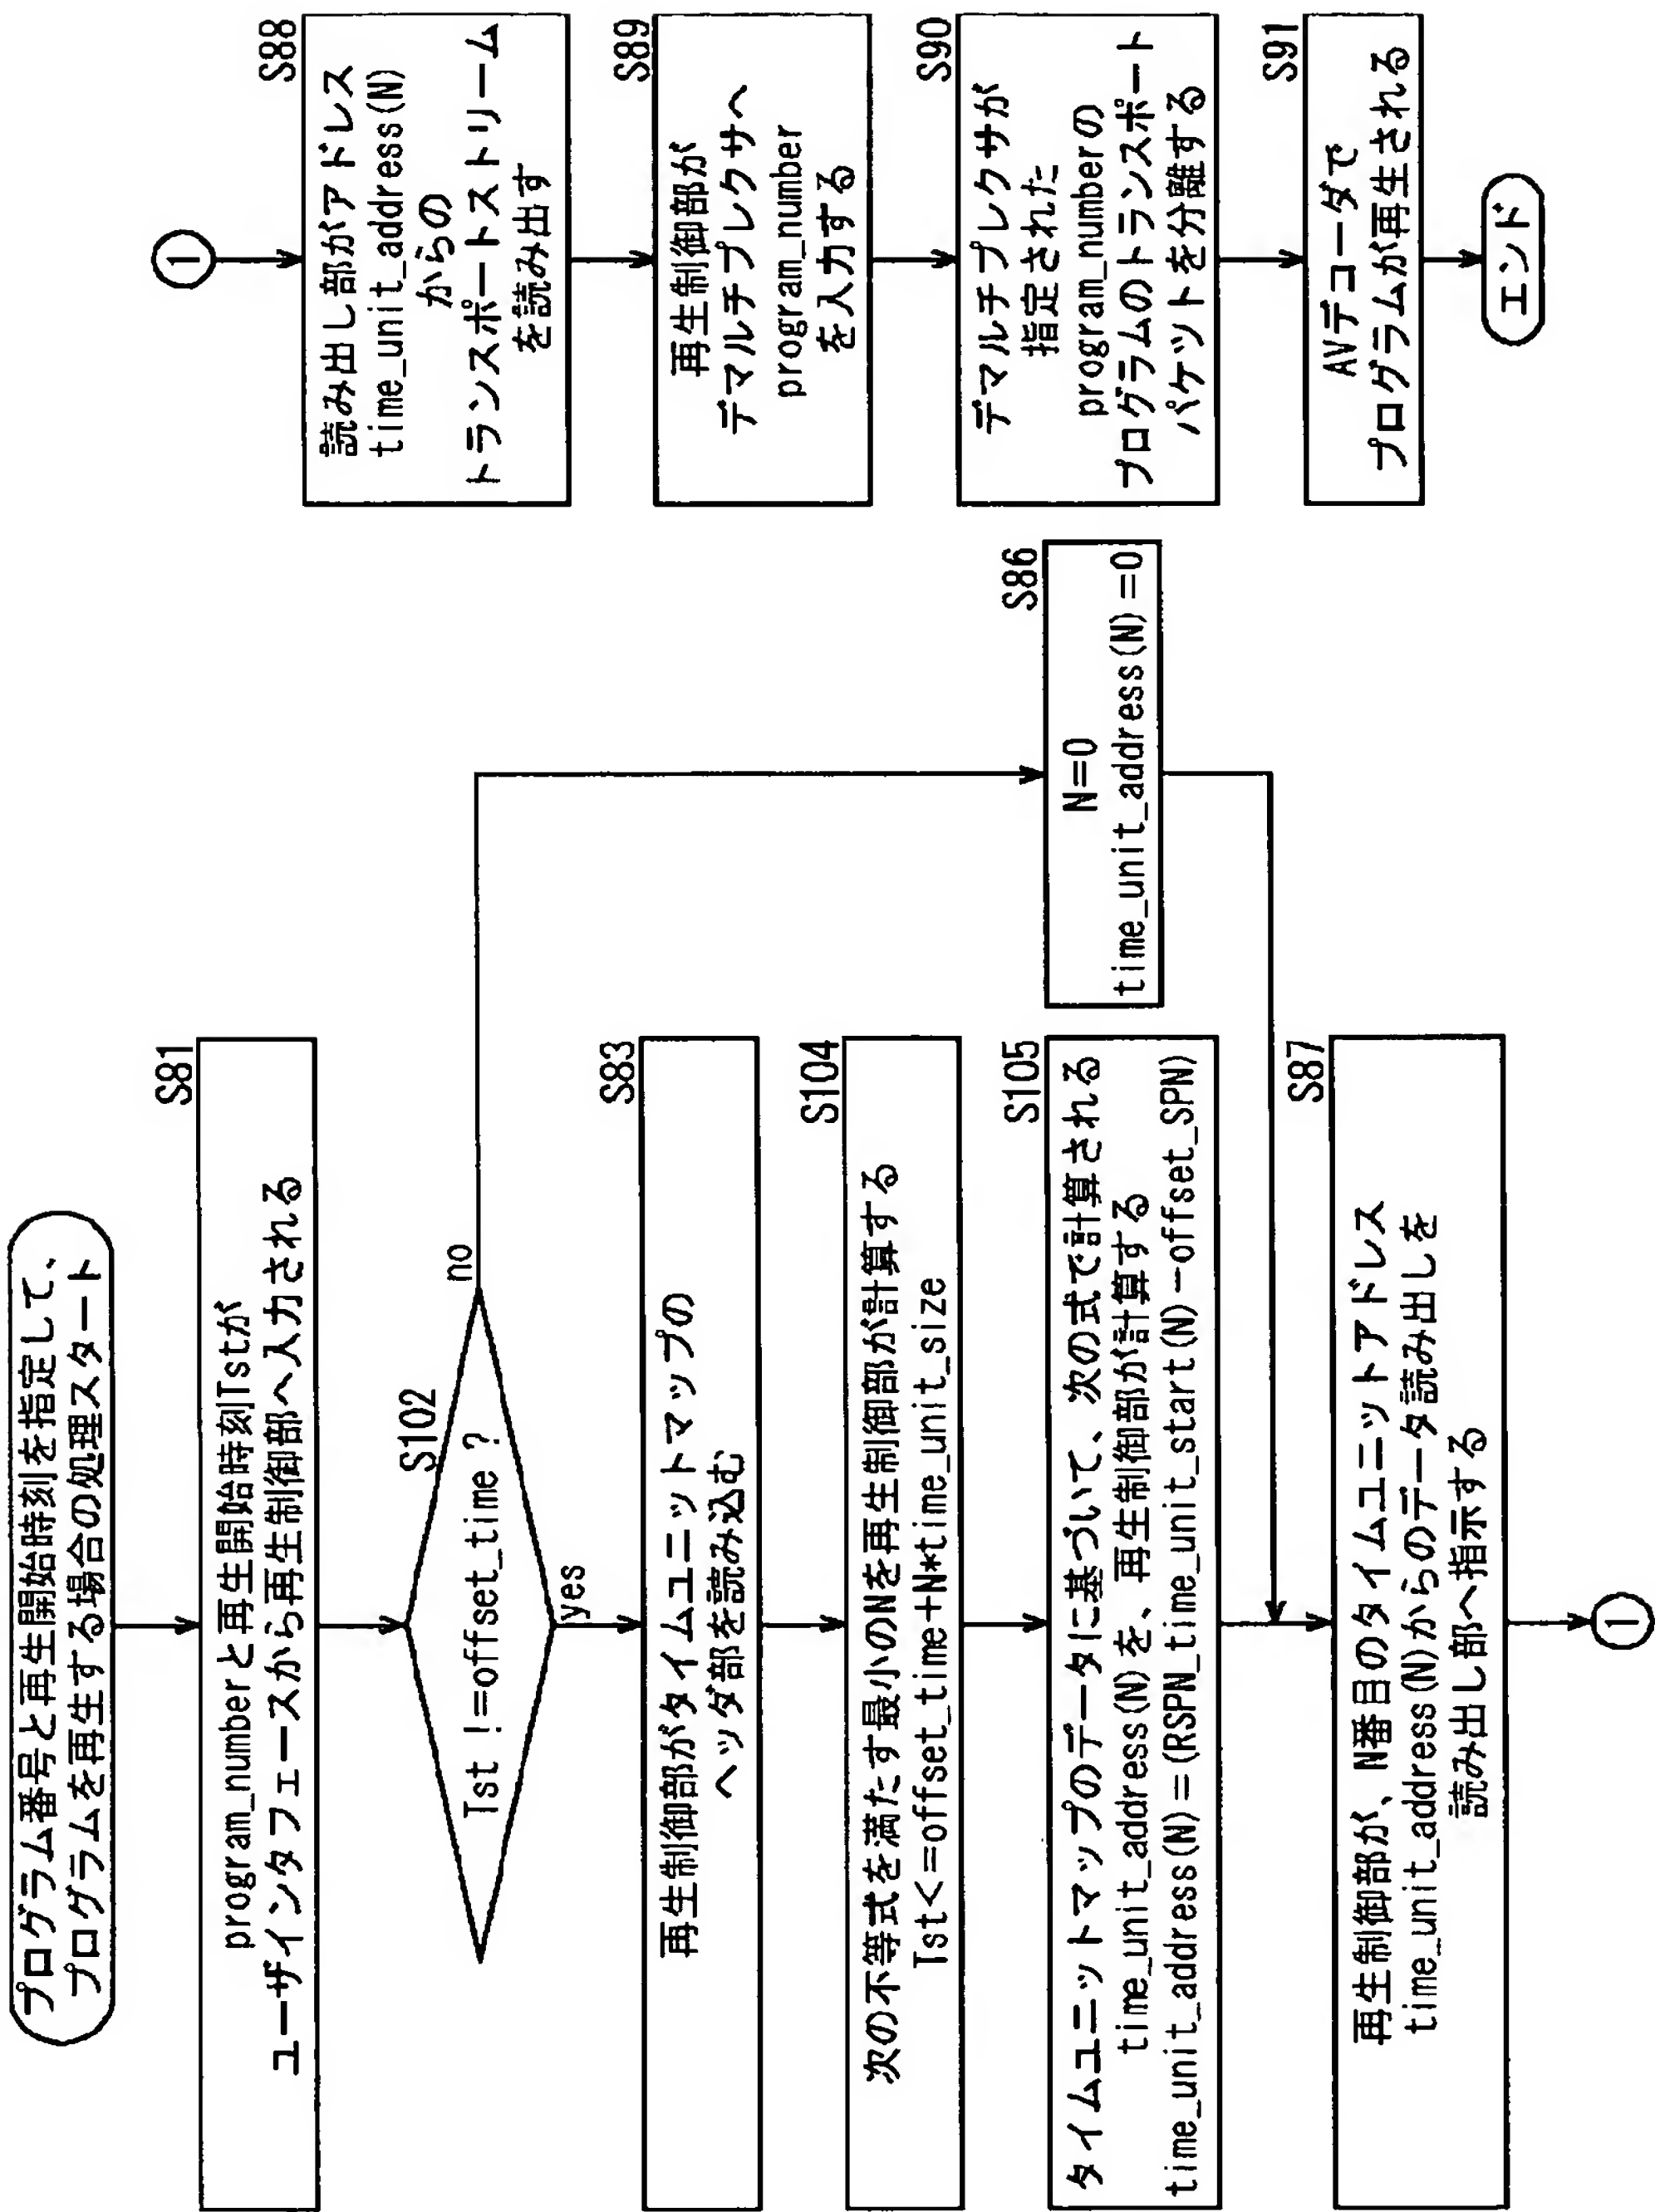 プログラム番号と再生開始時刻を指定して、
プログラムを再生する場合の処理スタート
S81
program_numberと再生開始時刻Tstが
ユーザインタフェースから再生制御部へ入力される
S102
Tst !=offset_time ?
no
yes
S83
再生制御部がタイムユニットマップの
ヘッダ部を読み込む
S104
次の不等式を満たす最小のNを再生制御部が計算する
Tst<=offset_time+N*time_unit_size
S105
タイムユニットマップのデータに基づいて、次の式で計算される
time_unit_address(N)を、再生制御部が計算する
time_unit_address(N)=(RSPN_time_unit_start(N)-offset_SPN)
S86
N=0
time_unit_address(N)=0
S87
再生制御部が、N番目のタイムユニットアドレス
time_unit_address(N)からのデータ読み出しを
読み出し部へ指示する
1
1
S88
読み出し部がアドレス
time_unit_address(N)
からの
トランスポートストリーム
を読み出す
S89
再生制御部が
デマルチプレクサへ
program_number
を入力する
S90
デマルチプレクサが
指定された
program_numberの
プログラムのトランスポート
パケットを分離する
S91
AVデコーダで
プログラムが再生される
エンド